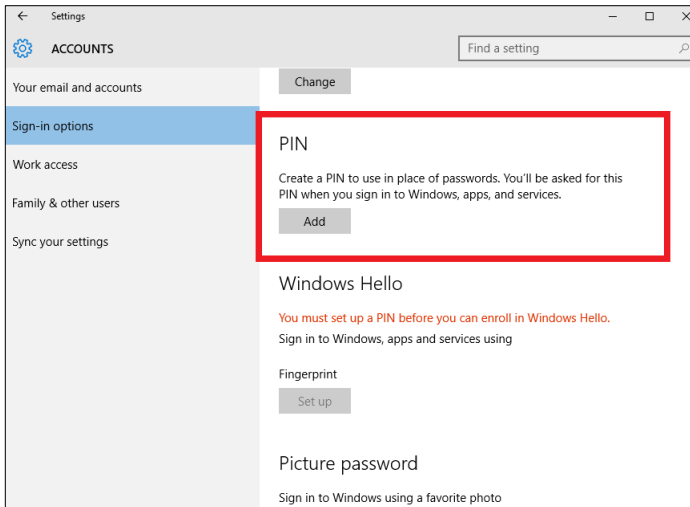 Settings
ACCOUNTS
Find a setting
Your email and accounts
Sign-in options
Work access
Family & other users
Sync your settings
Change
PIN
Create a PIN to use in place of passwords. You'll be asked for this
PIN when you sign in to Windows, apps, and services.
Add
Windows Hello
You must set up a PIN before you can enroll in Windows Hello.
Sign in to Windows, apps and services using
Fingerprint
Set up
Picture password
Sign in to Windows using a favorite photo